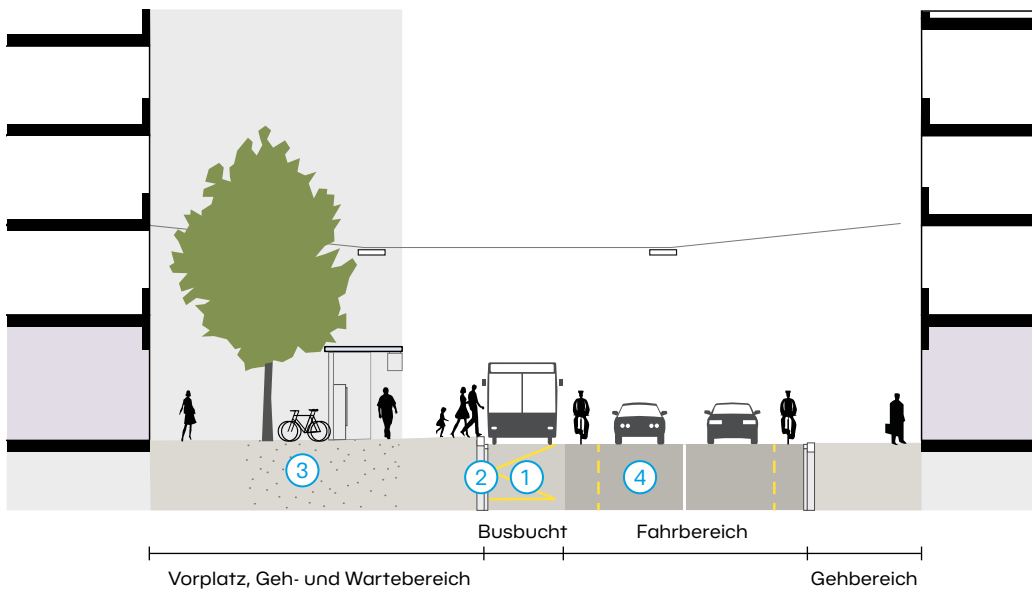 3
2
1
4
Busbucht
Fahrbereich
Vorplatz, Geh- und Wartebereich
Gehbereich